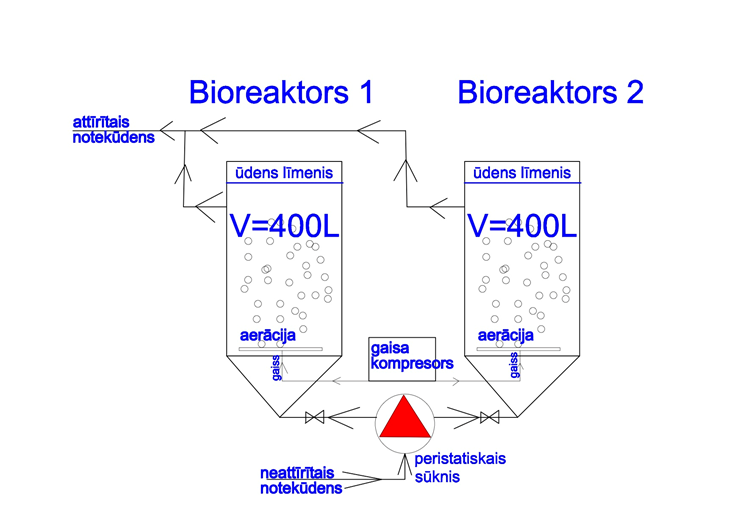 Bioreaktors 1
Bioreaktors 2
attīrītais
notekūdens
ūdens līmenis
ūdens līmenis
V=400L
V=400L
aerācija
aerācija
gaiss
gaisa
kompresors
gaiss
peristatiskais
sūknis
neattīrītais
notekūdens